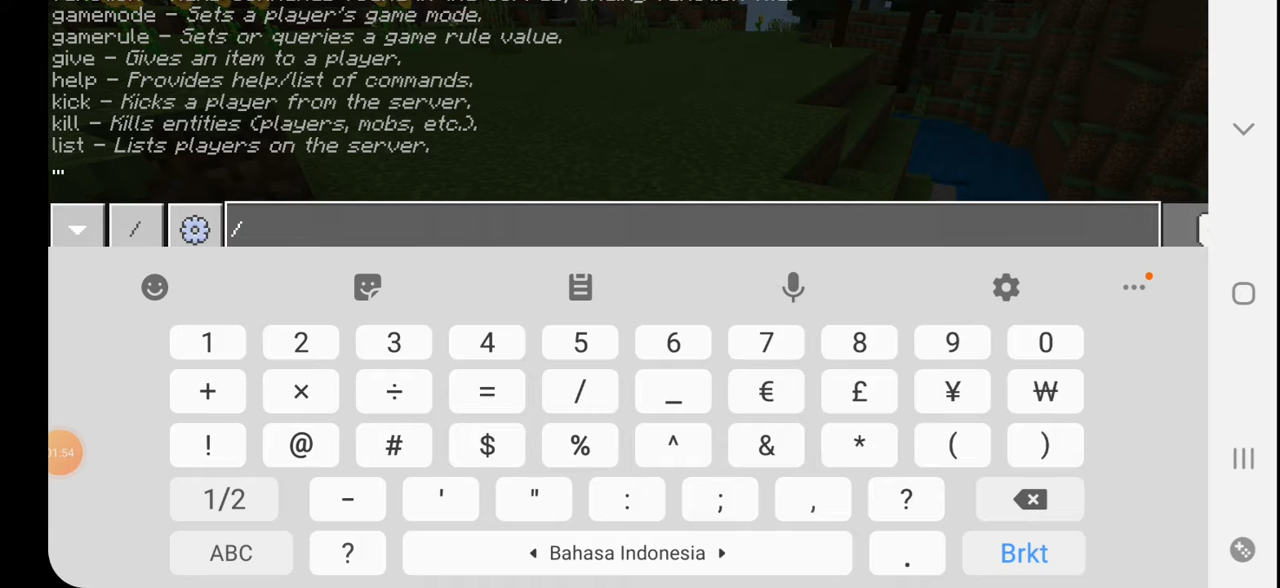 gamemode – Sets a player's game mode.
gamerule – Sets or queries a game rule value.
give – Gives an item to a player.
help – Provides help/list of commands.
kick – Kicks a player from the server.
kill – Kills entities (players, mobs, etc.).
list – Lists players on the server.
...
/ /
1 2 3 4 5 6 7 8 9 0
+ × ÷ = / _ € £ ¥ ₩
! @ # $ % ^ & * ( )
1/2 - ' " : ; , ?
ABC ? Bahasa Indonesia . Brkt
01:54